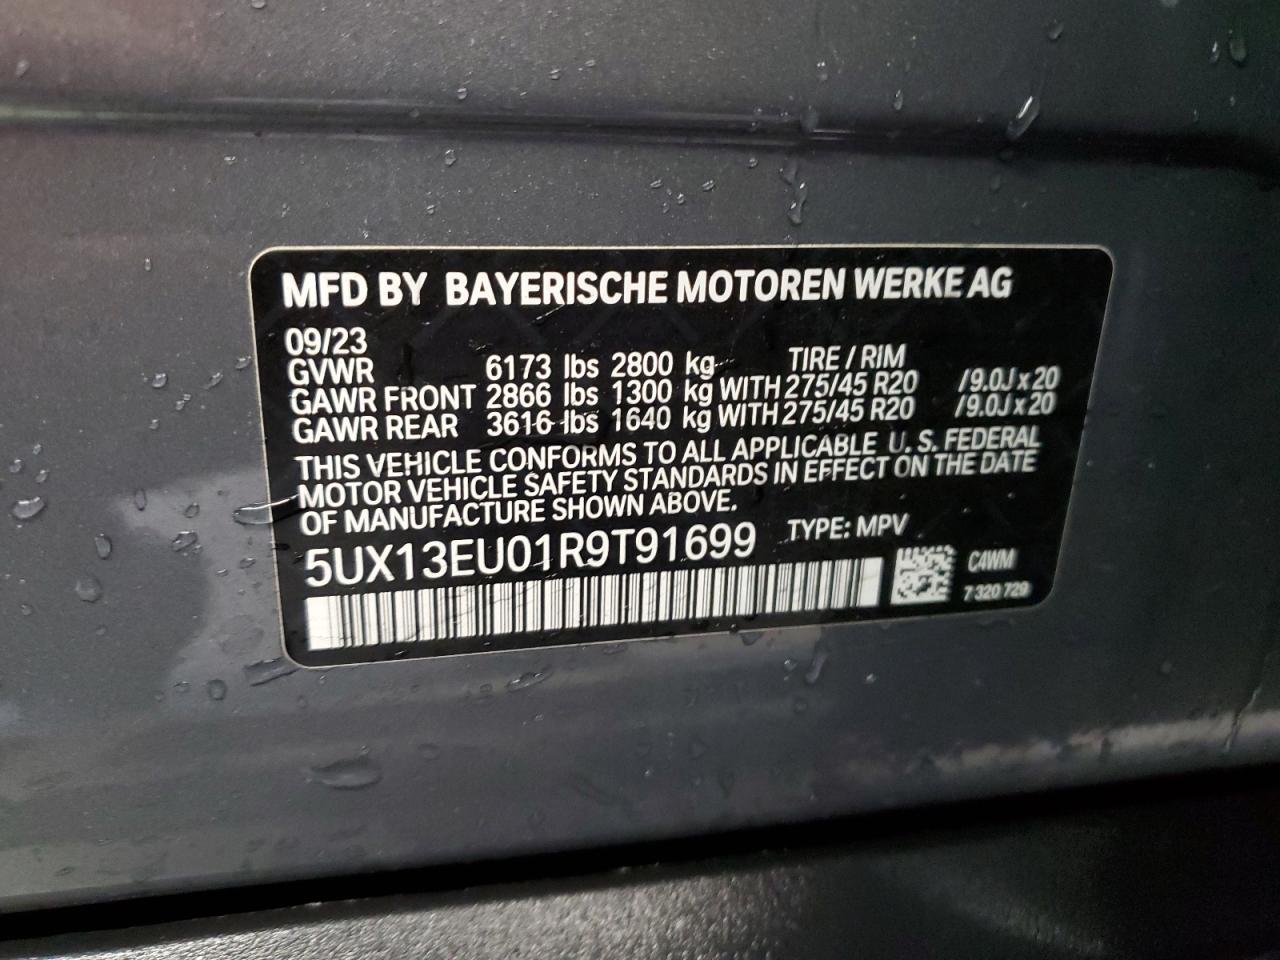 MFD BY BAYERISCHE MOTOREN WERKE AG
09/23
GVWR 6173 lbs 2800 kg TIRE / RIM
GAWR FRONT 2866 lbs 1300 kg WITH 275/45 R20 /9.0J x 20
GAWR REAR 3616 lbs 1640 kg WITH 275/45 R20 /9.0J x 20
THIS VEHICLE CONFORMS TO ALL APPLICABLE U. S. FEDERAL
MOTOR VEHICLE SAFETY STANDARDS IN EFFECT ON THE DATE
OF MANUFACTURE SHOWN ABOVE.
5UX13EU01R9T91699 TYPE: MPV
C4WM
7 320 729